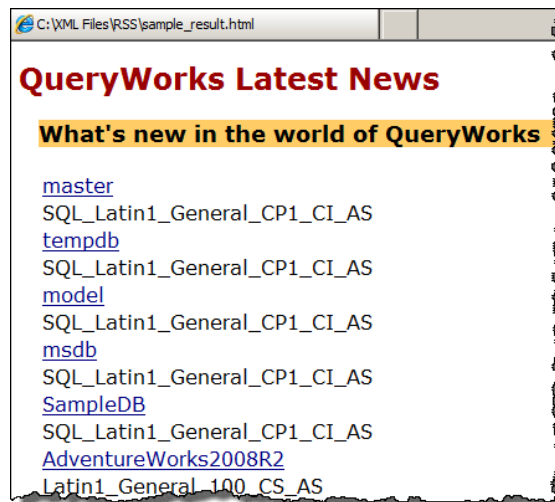 C:\XML Files\RSS\sample_result.html
QueryWorks Latest News
What's new in the world of QueryWorks
master
SQL_Latin1_General_CP1_CI_AS
tempdb
SQL_Latin1_General_CP1_CI_AS
model
SQL_Latin1_General_CP1_CI_AS
msdb
SQL_Latin1_General_CP1_CI_AS
SampleDB
SQL_Latin1_General_CP1_CI_AS
AdventureWorks2008R2
Latin1_General_100_CS_AS